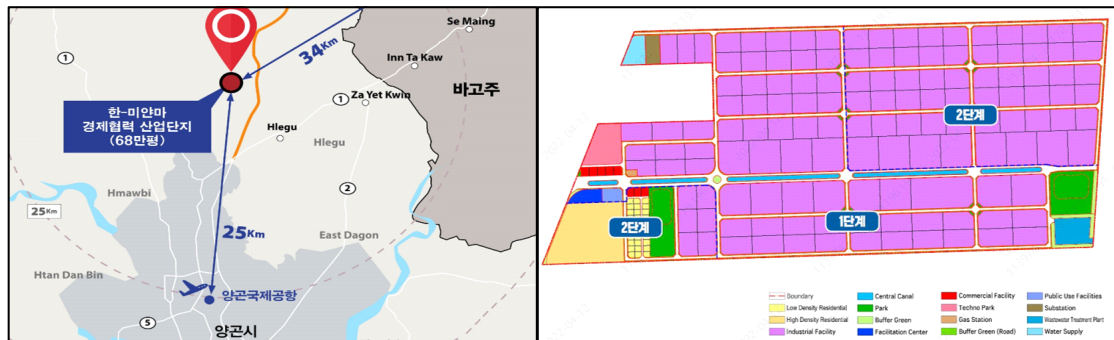 Se Maing
34Km
Inn Ta Kaw
1
바고주
Za Yet Kwin
1
한-미얀마
경제협력 산업단지
(68만평)
Hlegu
Hlegu
Hmawbi
2
25Km
25Km
East Dagon
Htan Dan Bin
양곤국제공항
5
양곤시
2단계
2단계
1단계
Boundary
Low Density Residential
High Density Residential
Industrial Facility
Central Canal
Park
Buffer Green
Facilitation Center
Commercial Facility
Techno Park
Gas Station
Buffer Green (Road)
Public Use Facilities
Substation
Wastewater Treatment Plant
Water Supply